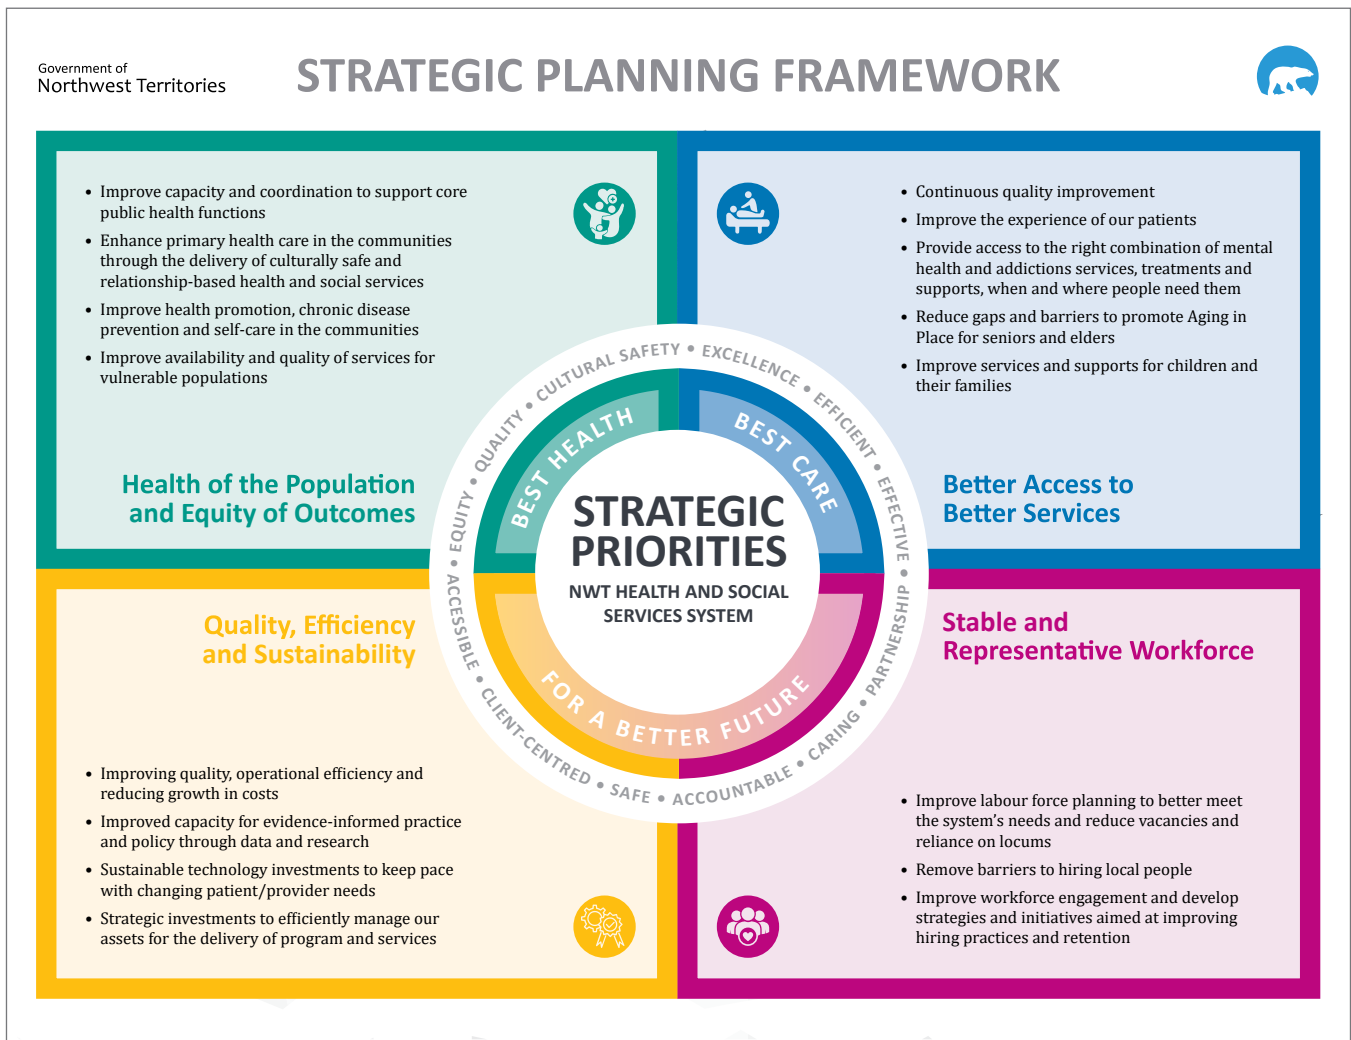 Government of
Northwest Territories
STRATEGIC PLANNING FRAMEWORK
• Improve capacity and coordination to support core
public health functions
• Enhance primary health care in the communities
through the delivery of culturally safe and
relationship-based health and social services
• Improve health promotion, chronic disease
prevention and self-care in the communities
• Improve availability and quality of services for
vulnerable populations
Health of the Population
and Equity of Outcomes
• Continuous quality improvement
• Improve the experience of our patients
• Provide access to the right combination of mental
health and addictions services, treatments and
supports, when and where people need them
• Reduce gaps and barriers to promote Aging in
Place for seniors and elders
• Improve services and supports for children and
their families
Better Access to
Better Services
ACCESSIBLE • EQUITY • QUALITY • CULTURAL SAFETY • EXCELLENCE • EFFICIENT • EFFECTIVE • PARTNERSHIP • CARING • ACCOUNTABLE • SAFE • CLIENT-CENTRED •
BEST HEALTH
BEST CARE
FOR A BETTER FUTURE
STRATEGIC
PRIORITIES
NWT HEALTH AND SOCIAL
SERVICES SYSTEM
Quality, Efficiency
and Sustainability
• Improving quality, operational efficiency and
reducing growth in costs
• Improved capacity for evidence-informed practice
and policy through data and research
• Sustainable technology investments to keep pace
with changing patient/provider needs
• Strategic investments to efficiently manage our
assets for the delivery of program and services
Stable and
Representative Workforce
• Improve labour force planning to better meet
the system's needs and reduce vacancies and
reliance on locums
• Remove barriers to hiring local people
• Improve workforce engagement and develop
strategies and initiatives aimed at improving
hiring practices and retention